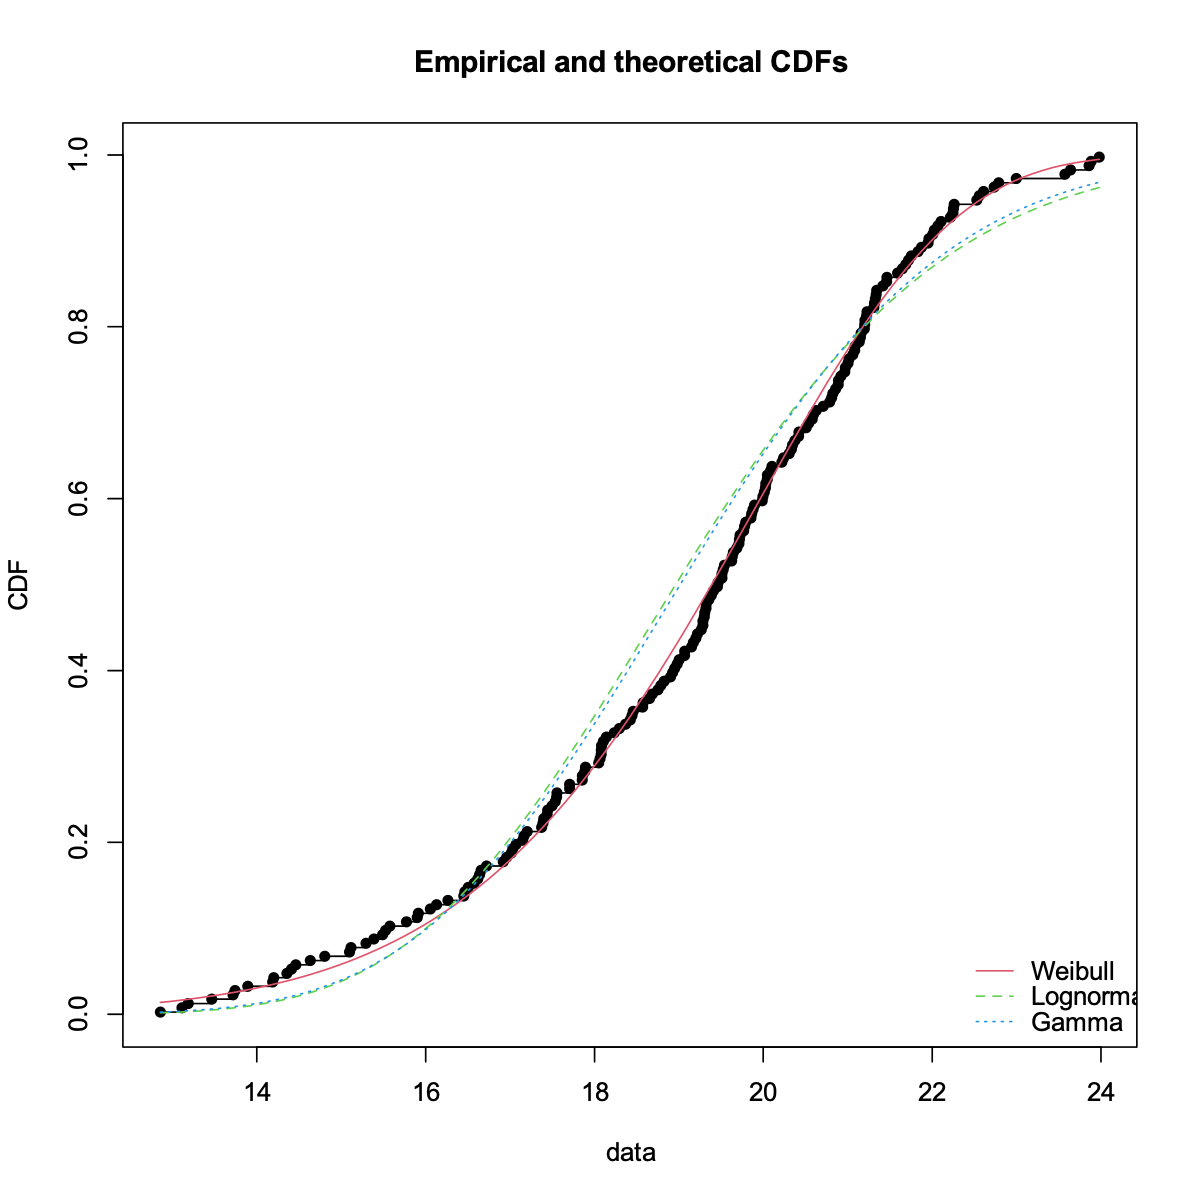 Empirical and theoretical CDFs
CDF
1.0
0.8
0.6
0.4
0.2
0.0
14 16 18 20 22 24
data
Weibull
Lognorma
Gamma